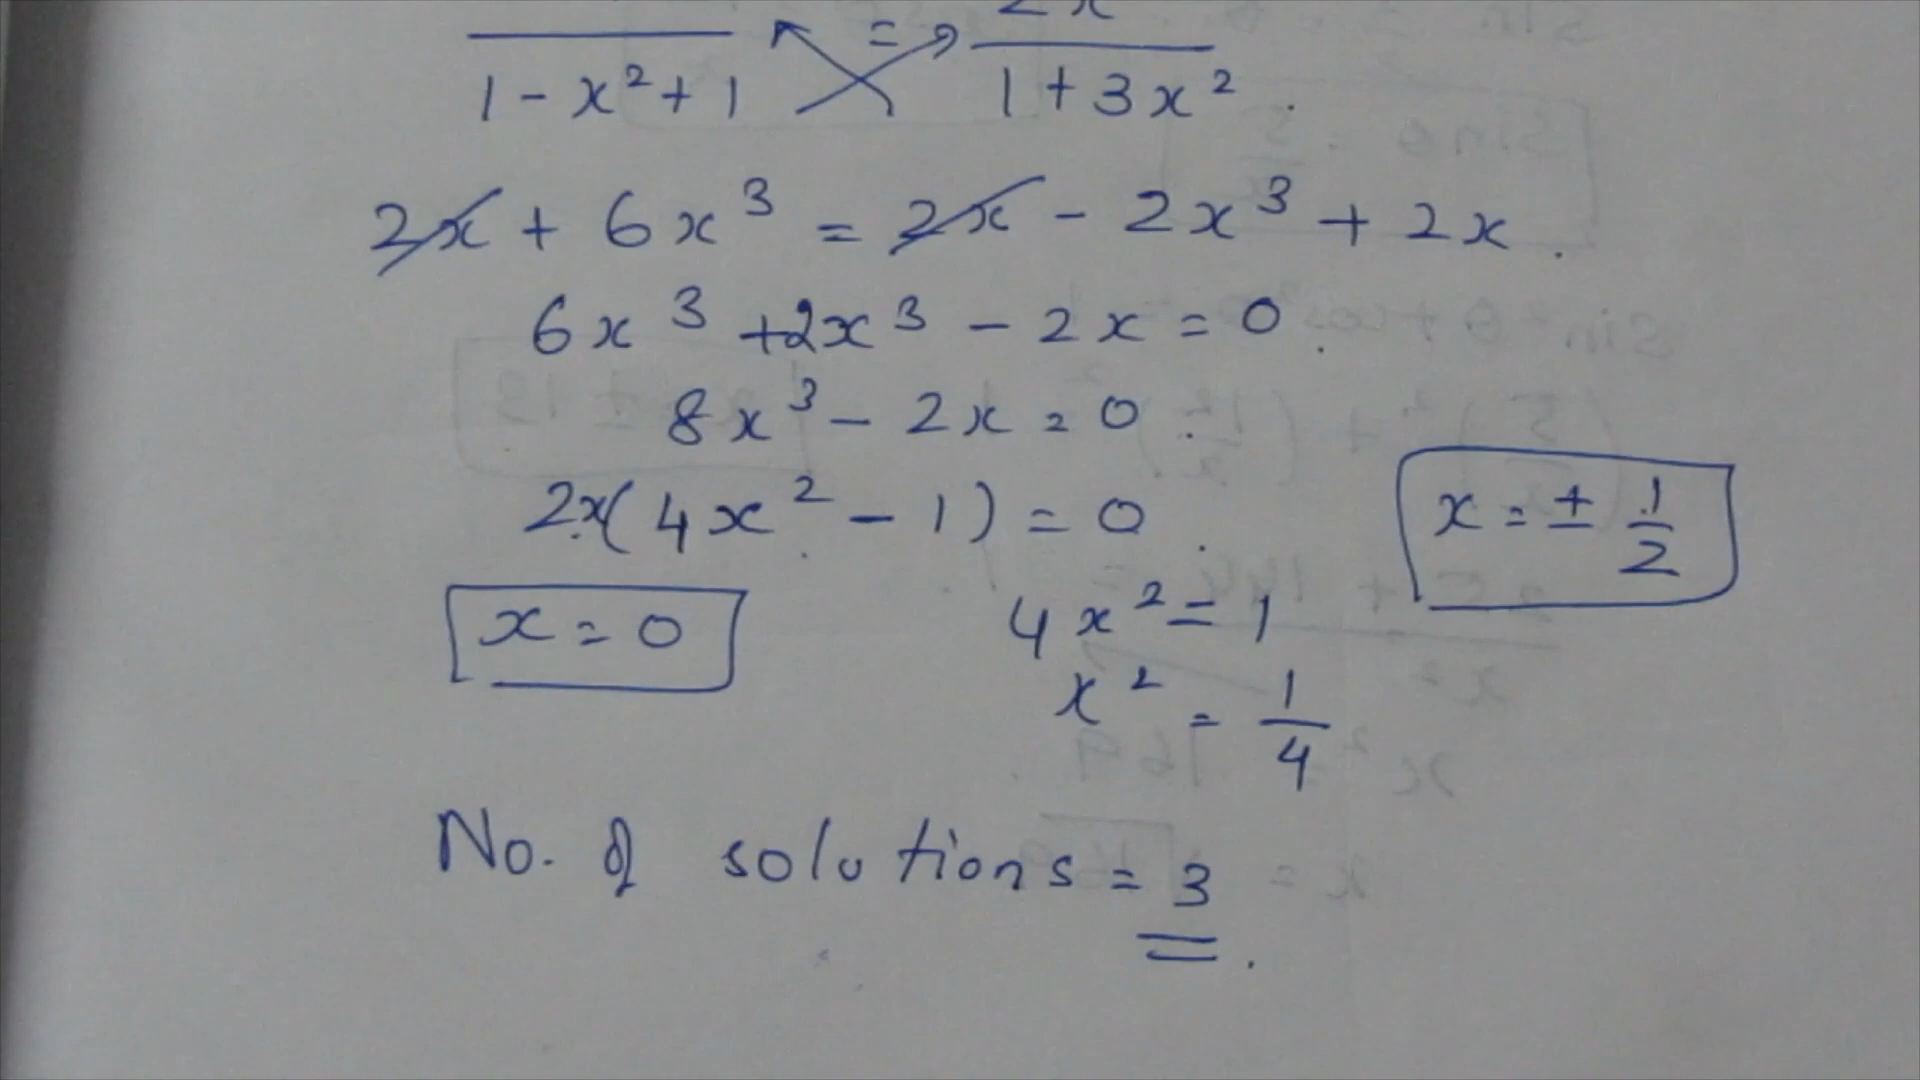 = 2x
1 - x² + 1 1 + 3x² .
2x + 6x³ = 2x - 2x³ + 2x .
6x³ + 2x³ - 2x = 0 .
8x³ - 2x = 0 .
2x(4x² - 1) = 0 .
x = ± 1/2
x = 0
4x² = 1
x² = 1/4
No. of solutions = 3 .